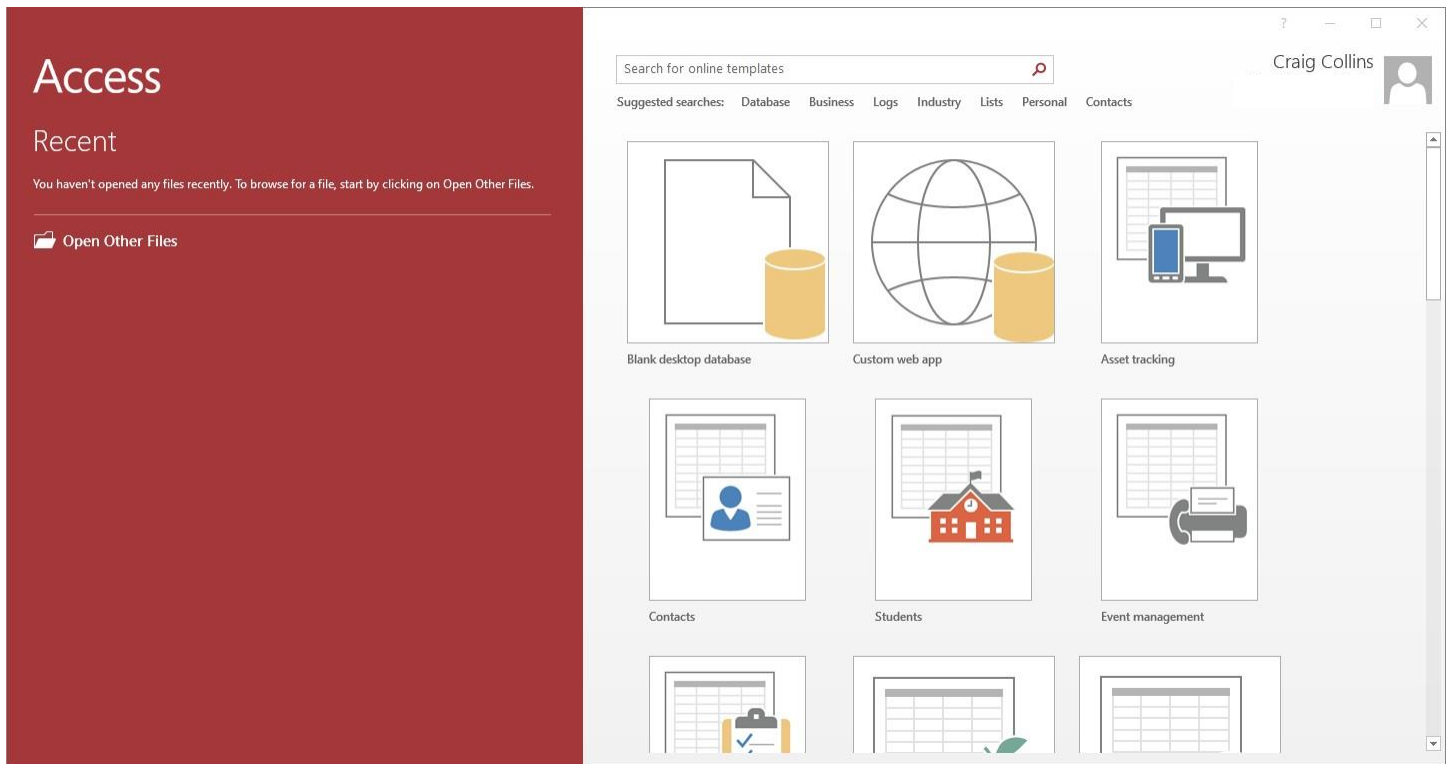 ?
Access
Recent
You haven't opened any files recently. To browse for a file, start by clicking on Open Other Files.
Open Other Files
Search for online templates
Craig Collins
Suggested searches: Database Business Logs Industry Lists Personal Contacts
Blank desktop database
Custom web app
Asset tracking
Contacts
Students
Event management